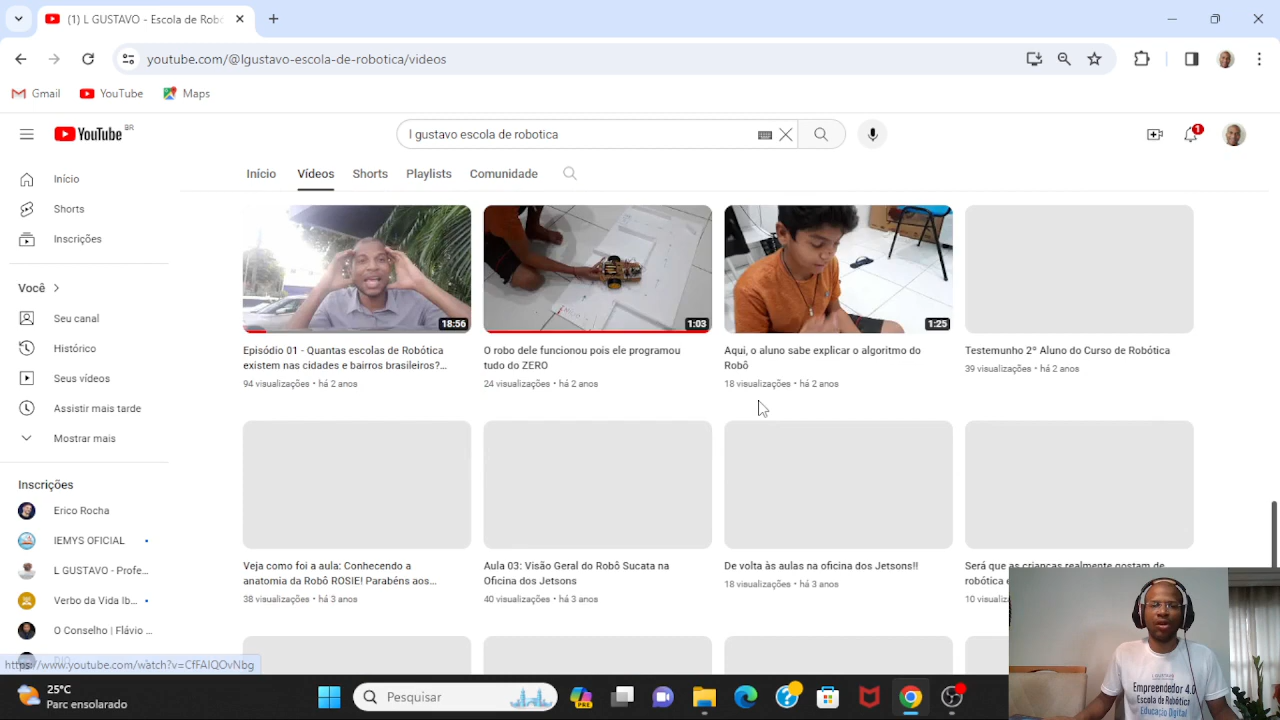 (1) L GUSTAVO - Escola de Robó
youtube.com/@lgustavo-escola-de-robotica/videos
Gmail
YouTube
Maps
YouTube BR
l gustavo escola de robotica
1
Início
Vídeos
Shorts
Playlists
Comunidade
Início
Shorts
Inscrições
Você
Seu canal
Histórico
Seus vídeos
Assistir mais tarde
Mostrar mais
Inscrições
Erico Rocha
IEMYS OFICIAL
L GUSTAVO - Profe...
Verbo da Vida Ib...
O Conselho | Flávio ...
18:56
Episódio 01 - Quantas escolas de Robótica
existem nas cidades e bairros brasileiros?...
94 visualizações • há 2 anos
1:03
O robo dele funcionou pois ele programou
tudo do ZERO
24 visualizações • há 2 anos
1:25
Aqui, o aluno sabe explicar o algoritmo do
Robô
18 visualizações • há 2 anos
Testemunho 2º Aluno do Curso de Robótica
39 visualizações • há 2 anos
Veja como foi a aula: Conhecendo a
anatomia da Robô ROSIE! Parabéns aos...
38 visualizações • há 3 anos
Aula 03: Visão Geral do Robô Sucata na
Oficina dos Jetsons
40 visualizações • há 3 anos
De volta às aulas na oficina dos Jetsons!!
18 visualizações • há 3 anos
Será que as crianças realmente gostam de
robótica e
10 visuali
https://www.youtube.com/watch?v=CfFAIQOvNbg
Empreendedor 4.0
Escola de Robótica
Educação Digital
25°C
Parc ensolarado
Pesquisar
PRE